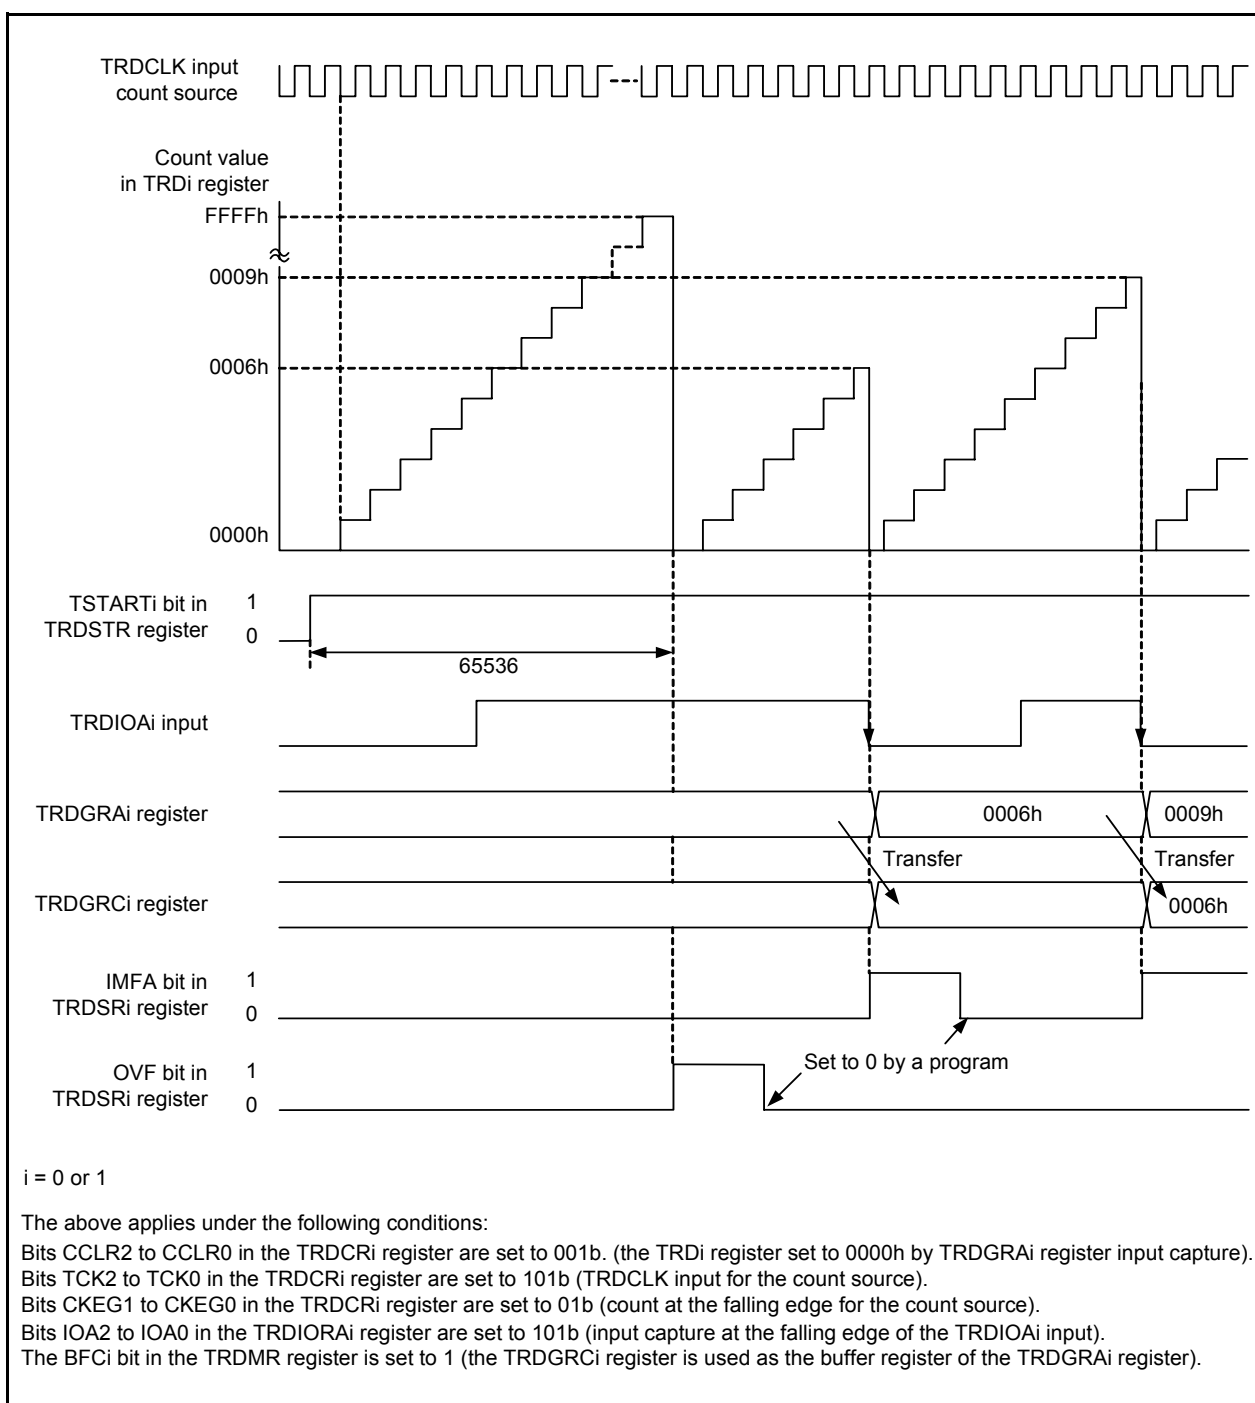 TRDCLK input
count source
Count value
in TRDi register
FFFFh
0009h
0006h
0000h
TSTARTi bit in
TRDSTR register
1
0
65536
TRDIOAi input
TRDGRAi register
0006h
0009h
Transfer
Transfer
TRDGRCi register
0006h
IMFA bit in
TRDSRi register
1
0
Set to 0 by a program
OVF bit in
TRDSRi register
1
0
i = 0 or 1
The above applies under the following conditions:
Bits CCLR2 to CCLR0 in the TRDCRi register are set to 001b. (the TRDi register set to 0000h by TRDGRAi register input capture).
Bits TCK2 to TCK0 in the TRDCRi register are set to 101b (TRDCLK input for the count source).
Bits CKEG1 to CKEG0 in the TRDCRi register are set to 01b (count at the falling edge for the count source).
Bits IOA2 to IOA0 in the TRDIORAi register are set to 101b (input capture at the falling edge of the TRDIOAi input).
The BFCi bit in the TRDMR register is set to 1 (the TRDGRCi register is used as the buffer register of the TRDGRAi register).